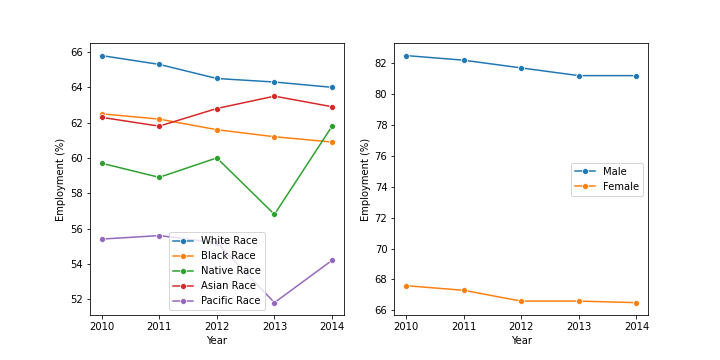 66
64
62
60
58
56
54
52
Employment (%)
2010
2011
2012
2013
2014
Year
White Race
Black Race
Native Race
Asian Race
Pacific Race
82
80
78
76
74
72
70
68
66
Employment (%)
2010
2011
2012
2013
2014
Year
Male
Female